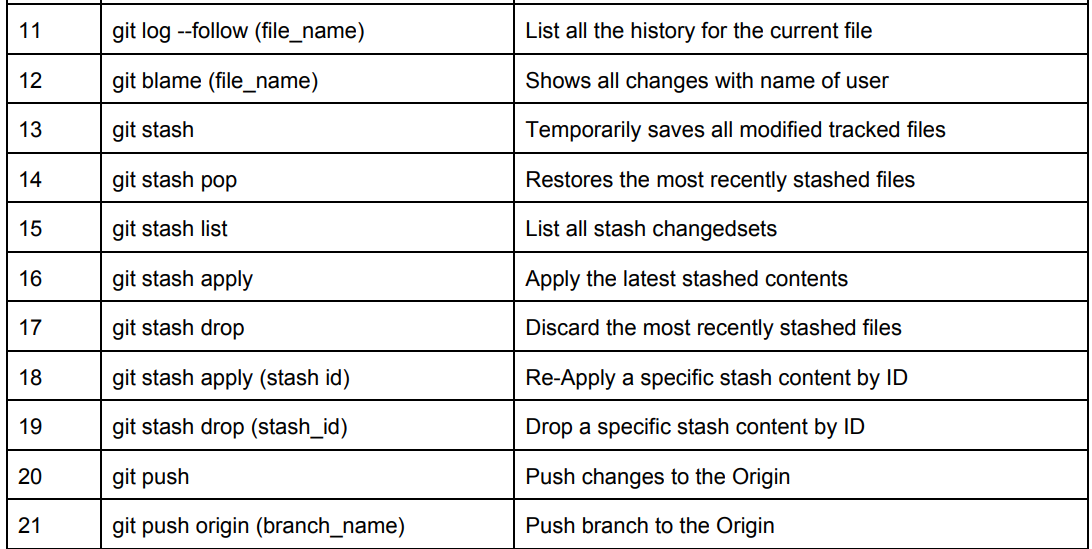 11 git log --follow (file_name) List all the history for the current file
12 git blame (file_name) Shows all changes with name of user
13 git stash Temporarily saves all modified tracked files
14 git stash pop Restores the most recently stashed files
15 git stash list List all stash changedsets
16 git stash apply Apply the latest stashed contents
17 git stash drop Discard the most recently stashed files
18 git stash apply (stash id) Re-Apply a specific stash content by ID
19 git stash drop (stash_id) Drop a specific stash content by ID
20 git push Push changes to the Origin
21 git push origin (branch_name) Push branch to the Origin